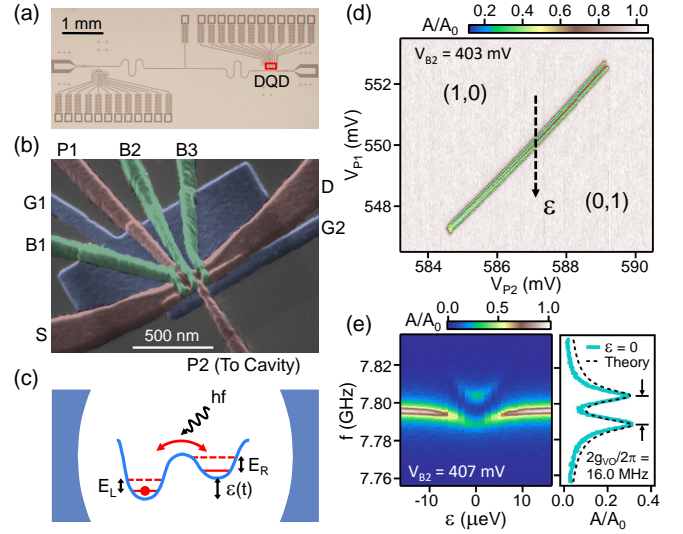 (a)
1 mm
DQD
(b)
P1
B2
B3
D
G1
G2
B1
S
500 nm
P2 (To Cavity)
(c)
hf
E_L
E_R
ε(t)
(d)
A/A_0
0.2 0.4 0.6 0.8 1.0
V_B2 = 403 mV
(1,0)
(0,1)
ε
552
550
548
V_P1 (mV)
584 586 588 590
V_P2 (mV)
(e)
A/A_0
0.0 0.5 1.0
7.82
7.80
7.78
7.76
f (GHz)
V_B2 = 407 mV
-10 0 10
ε (μeV)
ε = 0
Theory
2g_VO/2π =
16.0 MHz
0 0.2 0.4
A/A_0